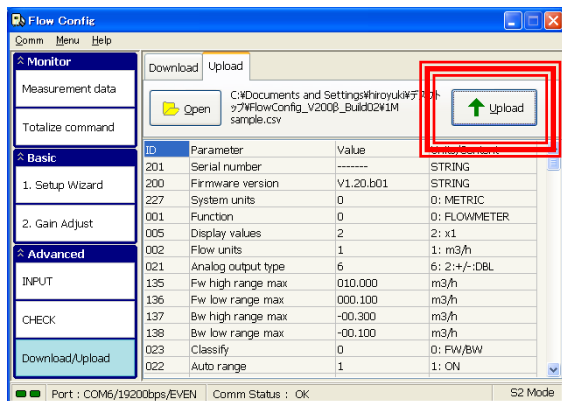 Flow Config
Comm Menu Help
Monitor
Measurement data
Totalize command
Basic
1. Setup Wizard
2. Gain Adjust
Advanced
INPUT
CHECK
Download/Upload
Download Upload
Open
C:¥Documents and Settings¥hiroyuki¥デスクト
ップ¥FlowConfig_V200β_Build02¥1M
sample.csv
Upload
ID Parameter Value Units/Content
201 Serial number ------- STRING
200 Firmware version V1.20.b01 STRING
227 System units 0 0: METRIC
001 Function 0 0: FLOWMETER
005 Display values 2 2: x1
002 Flow units 1 1: m3/h
021 Analog output type 6 6: 2:+/-:DBL
135 Fw high range max 010.000 m3/h
136 Fw low range max 000.100 m3/h
137 Bw high range max -00.300 m3/h
138 Bw low range max -00.100 m3/h
023 Classify 0 0: FW/BW
022 Auto range 1 1: ON
Port : COM6/19200bps/EVEN Comm Status : OK S2 Mode